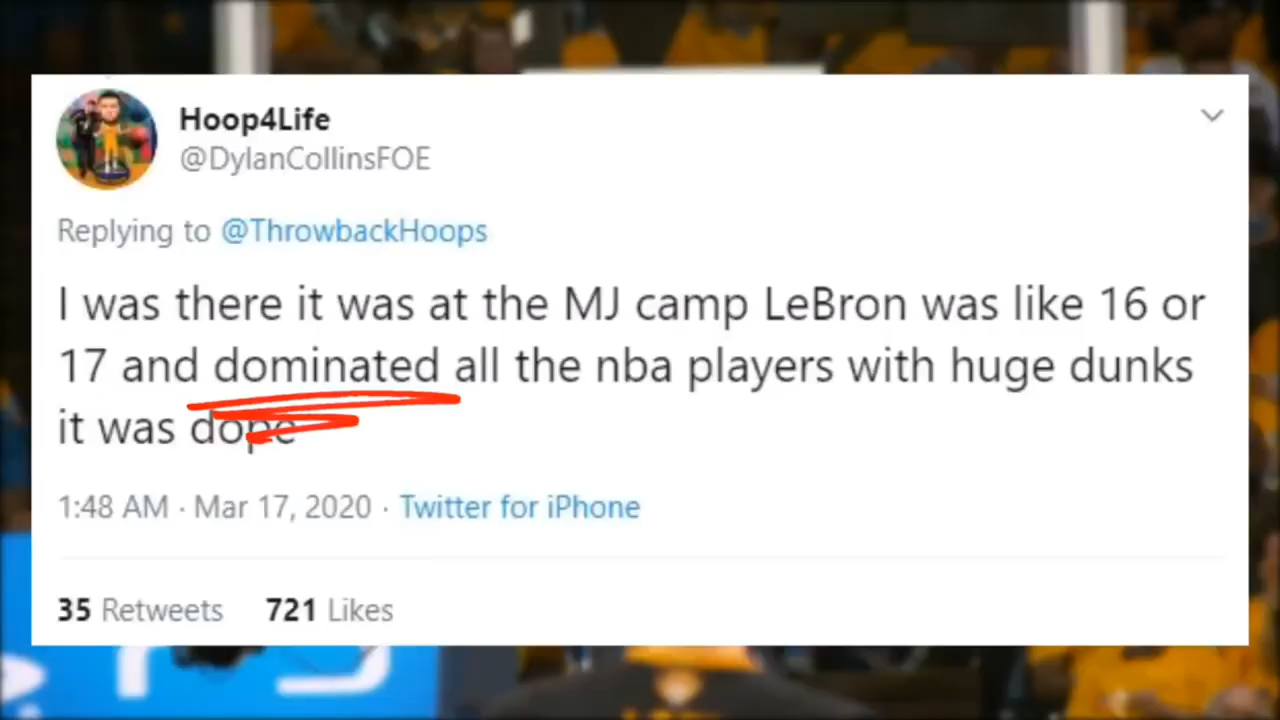 Hoop4Life
@DylanCollinsFOE
Replying to @ThrowbackHoops
I was there it was at the MJ camp LeBron was like 16 or
17 and dominated all the nba players with huge dunks
it was dope
1:48 AM · Mar 17, 2020 · Twitter for iPhone
35 Retweets 721 Likes